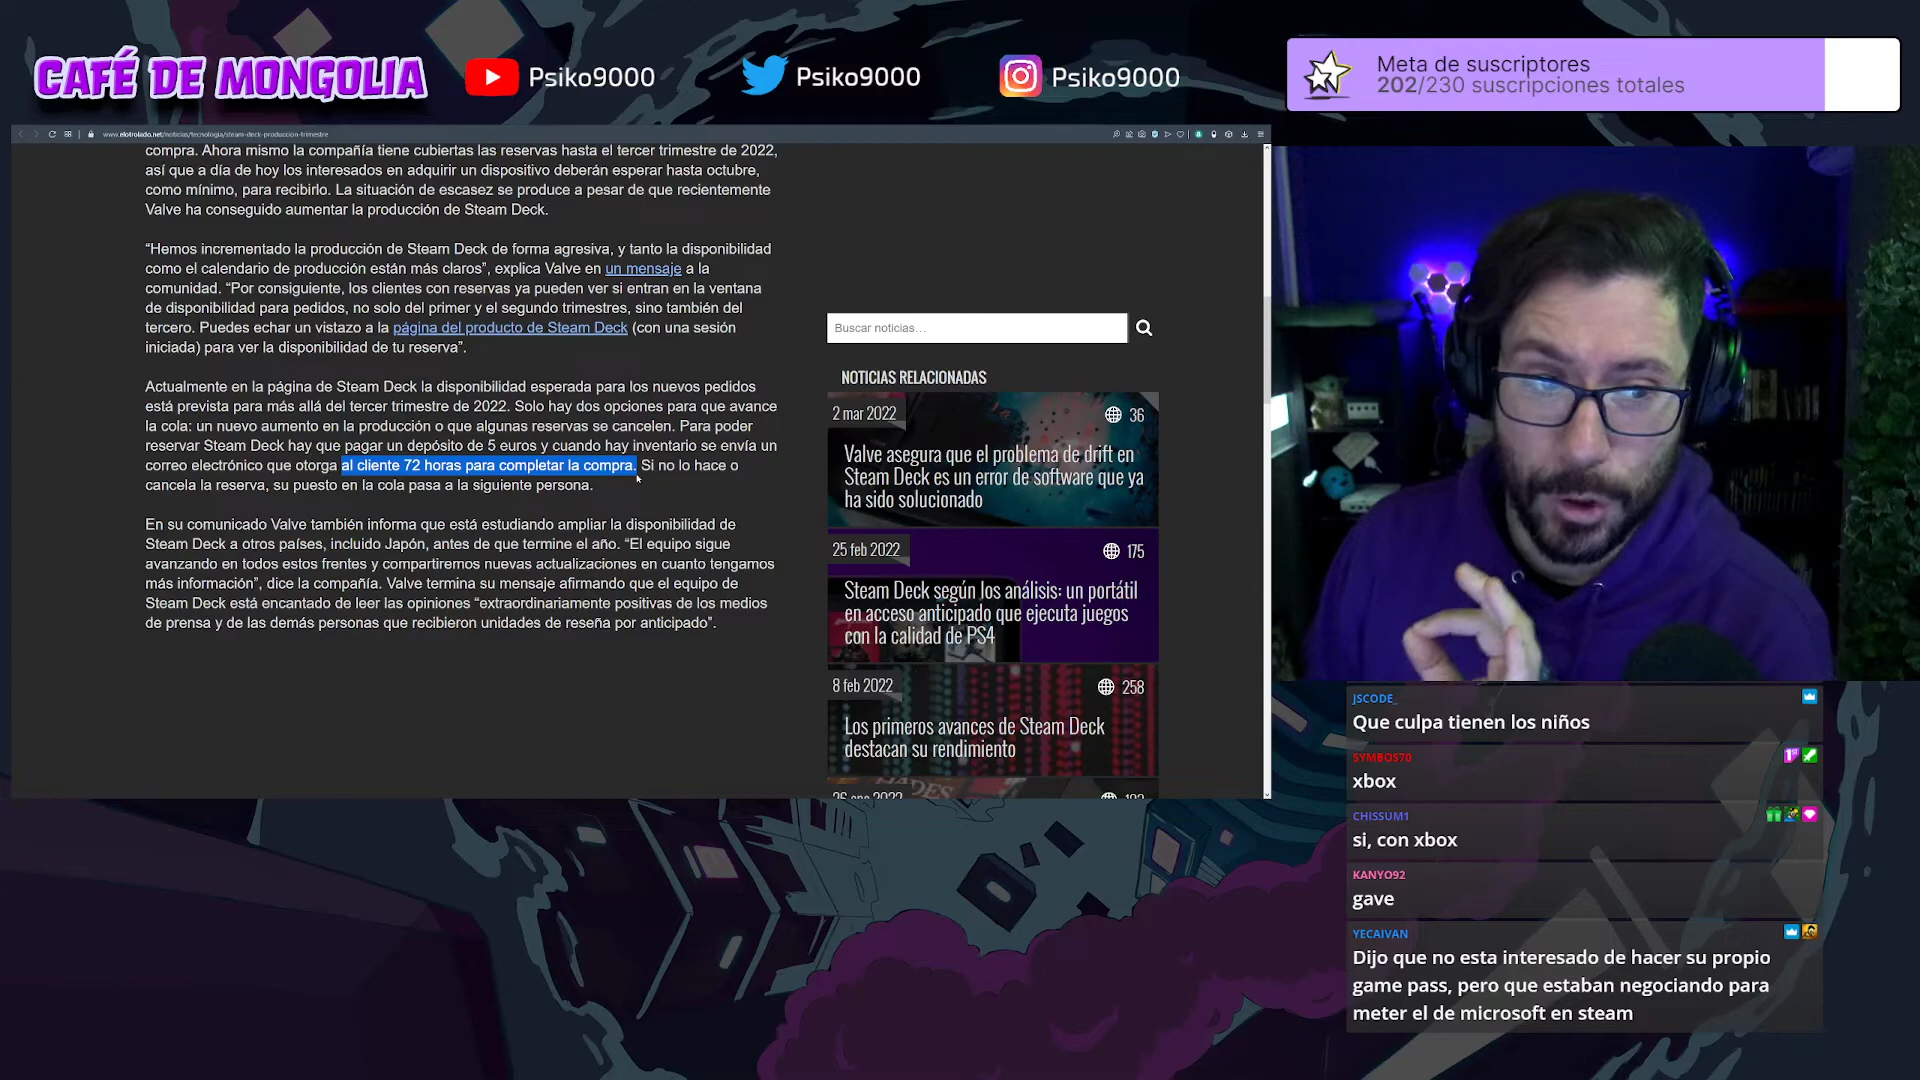 CAFÉ DE MONGOLIA
Psiko9000
Psiko9000
Psiko9000
Meta de suscriptores
202/230 suscripciones totales
www.elotrolado.net/noticias/tecnologia/steam-deck-produccion-trimestre
compra. Ahora mismo la compañía tiene cubiertas las reservas hasta el tercer trimestre de 2022,
así que a día de hoy los interesados en adquirir un dispositivo deberán esperar hasta octubre,
como mínimo, para recibirlo. La situación de escasez se produce a pesar de que recientemente
Valve ha conseguido aumentar la producción de Steam Deck.
“Hemos incrementado la producción de Steam Deck de forma agresiva, y tanto la disponibilidad
como el calendario de producción están más claros”, explica Valve en un mensaje a la
comunidad. “Por consiguiente, los clientes con reservas ya pueden ver si entran en la ventana
de disponibilidad para pedidos, no solo del primer y el segundo trimestres, sino también del
tercero. Puedes echar un vistazo a la página del producto de Steam Deck (con una sesión
iniciada) para ver la disponibilidad de tu reserva”.
Actualmente en la página de Steam Deck la disponibilidad esperada para los nuevos pedidos
está prevista para más allá del tercer trimestre de 2022. Solo hay dos opciones para que avance
la cola: un nuevo aumento en la producción o que algunas reservas se cancelen. Para poder
reservar Steam Deck hay que pagar un depósito de 5 euros y cuando hay inventario se envía un
correo electrónico que otorga al cliente 72 horas para completar la compra. Si no lo hace o
cancela la reserva, su puesto en la cola pasa a la siguiente persona.
En su comunicado Valve también informa que está estudiando ampliar la disponibilidad de
Steam Deck a otros países, incluido Japón, antes de que termine el año. “El equipo sigue
avanzando en todos estos frentes y compartiremos nuevas actualizaciones en cuanto tengamos
más información”, dice la compañía. Valve termina su mensaje afirmando que el equipo de
Steam Deck está encantado de leer las opiniones “extraordinariamente positivas de los medios
de prensa y de las demás personas que recibieron unidades de reseña por anticipado”.
Buscar noticias…
NOTICIAS RELACIONADAS
2 mar 2022
36
Valve asegura que el problema de drift en
Steam Deck es un error de software que ya
ha sido solucionado
25 feb 2022
175
Steam Deck según los análisis: un portátil
en acceso anticipado que ejecuta juegos
con la calidad de PS4
8 feb 2022
258
Los primeros avances de Steam Deck
destacan su rendimiento
26 ene 2022
JSCODE_
Que culpa tienen los niños
SYMBOS70
xbox
CHISSUM1
si, con xbox
KANYO92
gave
YECAIVAN
Dijo que no esta interesado de hacer su propio
game pass, pero que estaban negociando para
meter el de microsoft en steam